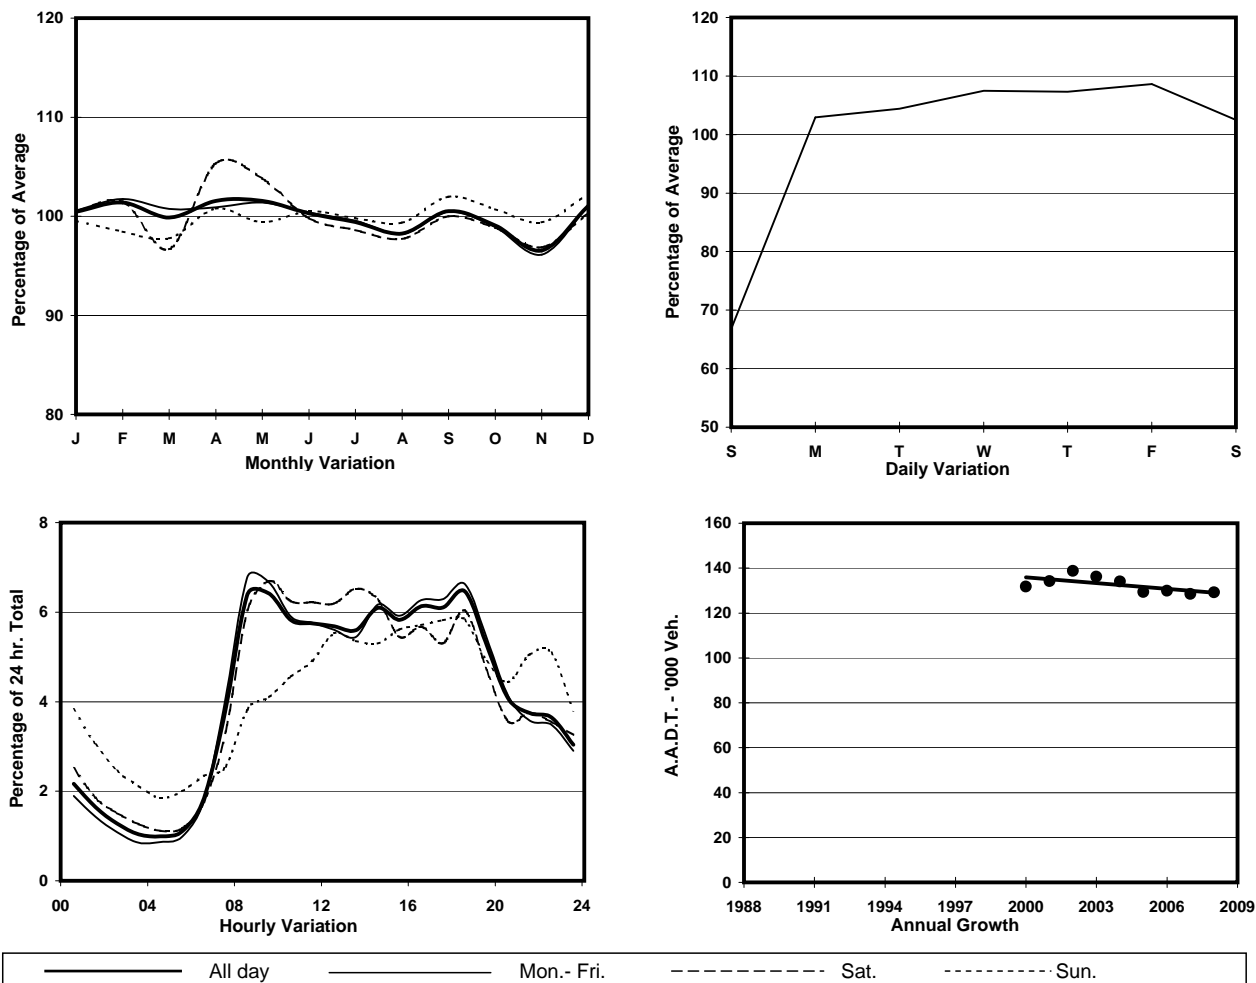 120
110
100
90
80
Percentage of Average
J F M A M J J A S O N D
Monthly Variation
120
110
100
90
80
70
60
50
Percentage of Average
S M T W T F S
Daily Variation
8
6
4
2
0
Percentage of 24 hr. Total
00 04 08 12 16 20 24
Hourly Variation
160
140
120
100
80
60
40
20
0
A.A.D.T. - '000 Veh.
1988 1991 1994 1997 2000 2003 2006 2009
Annual Growth
All day Mon.- Fri. Sat. Sun.